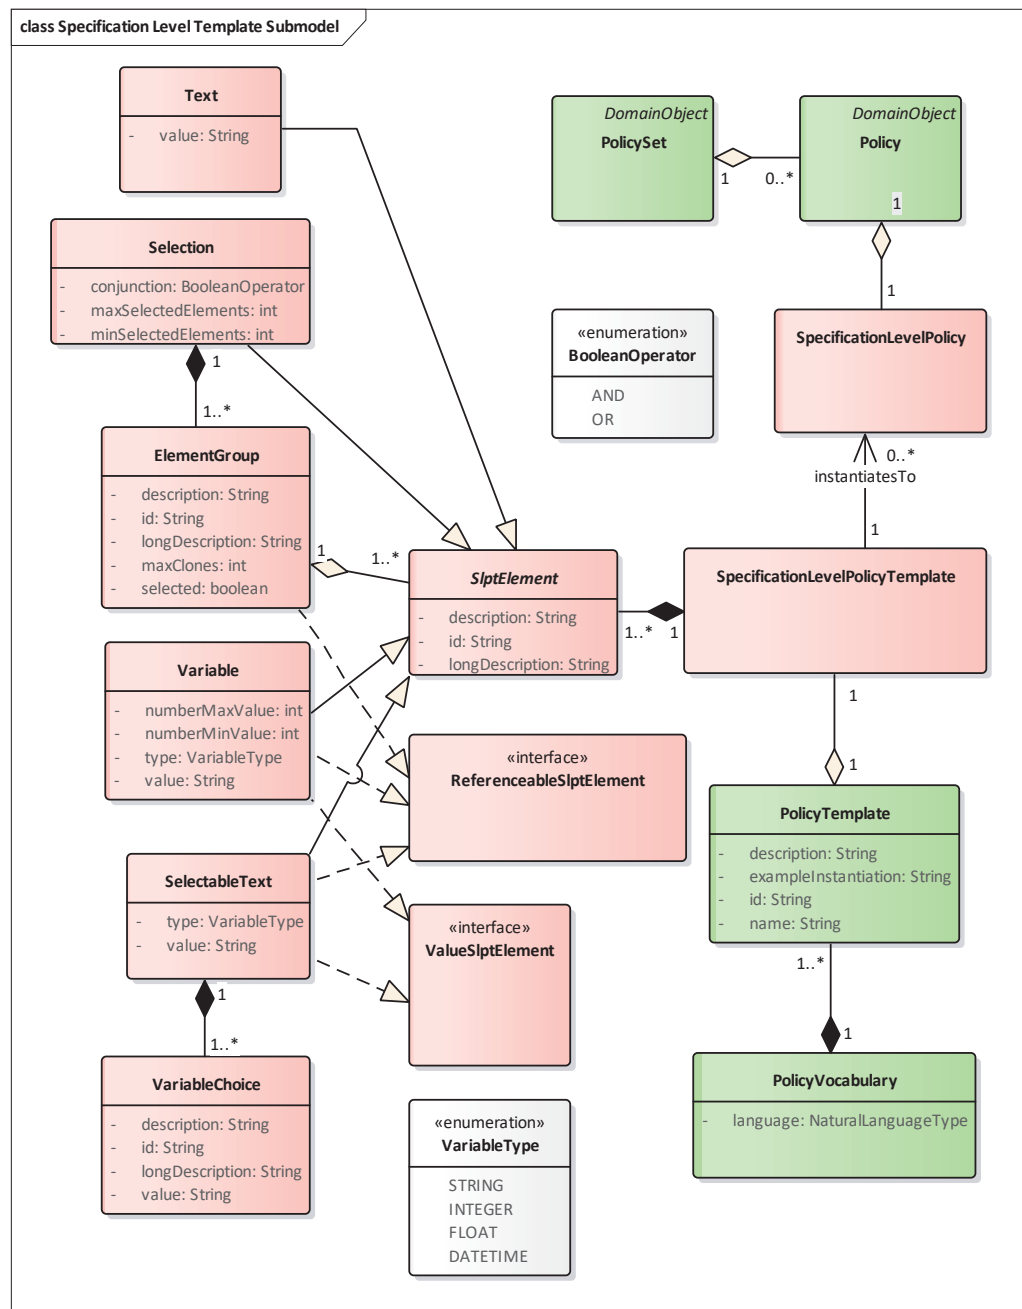 class Specification Level Template Submodel
Text
- value: String
Selection
- conjunction: BooleanOperator
- maxSelectedElements: int
- minSelectedElements: int
1
1..*
ElementGroup
- description: String
- id: String
- longDescription: String
- maxClones: int
- selected: boolean
1
1..*
Variable
- numberMaxValue: int
- numberMinValue: int
- type: VariableType
- value: String
SelectableText
- type: VariableType
- value: String
1
1..*
VariableChoice
- description: String
- id: String
- longDescription: String
- value: String
SlptElement
- description: String
- id: String
- longDescription: String
1..*
1
«interface»
ReferenceableSlptElement
«interface»
ValueSlptElement
«enumeration»
VariableType
STRING
INTEGER
FLOAT
DATETIME
DomainObject
PolicySet
1
0..*
DomainObject
Policy
1
1
«enumeration»
BooleanOperator
AND
OR
SpecificationLevelPolicy
0..*
instantiatesTo
1
SpecificationLevelPolicyTemplate
1
1
PolicyTemplate
- description: String
- exampleInstantiation: String
- id: String
- name: String
1..*
1
PolicyVocabulary
- language: NaturalLanguageType